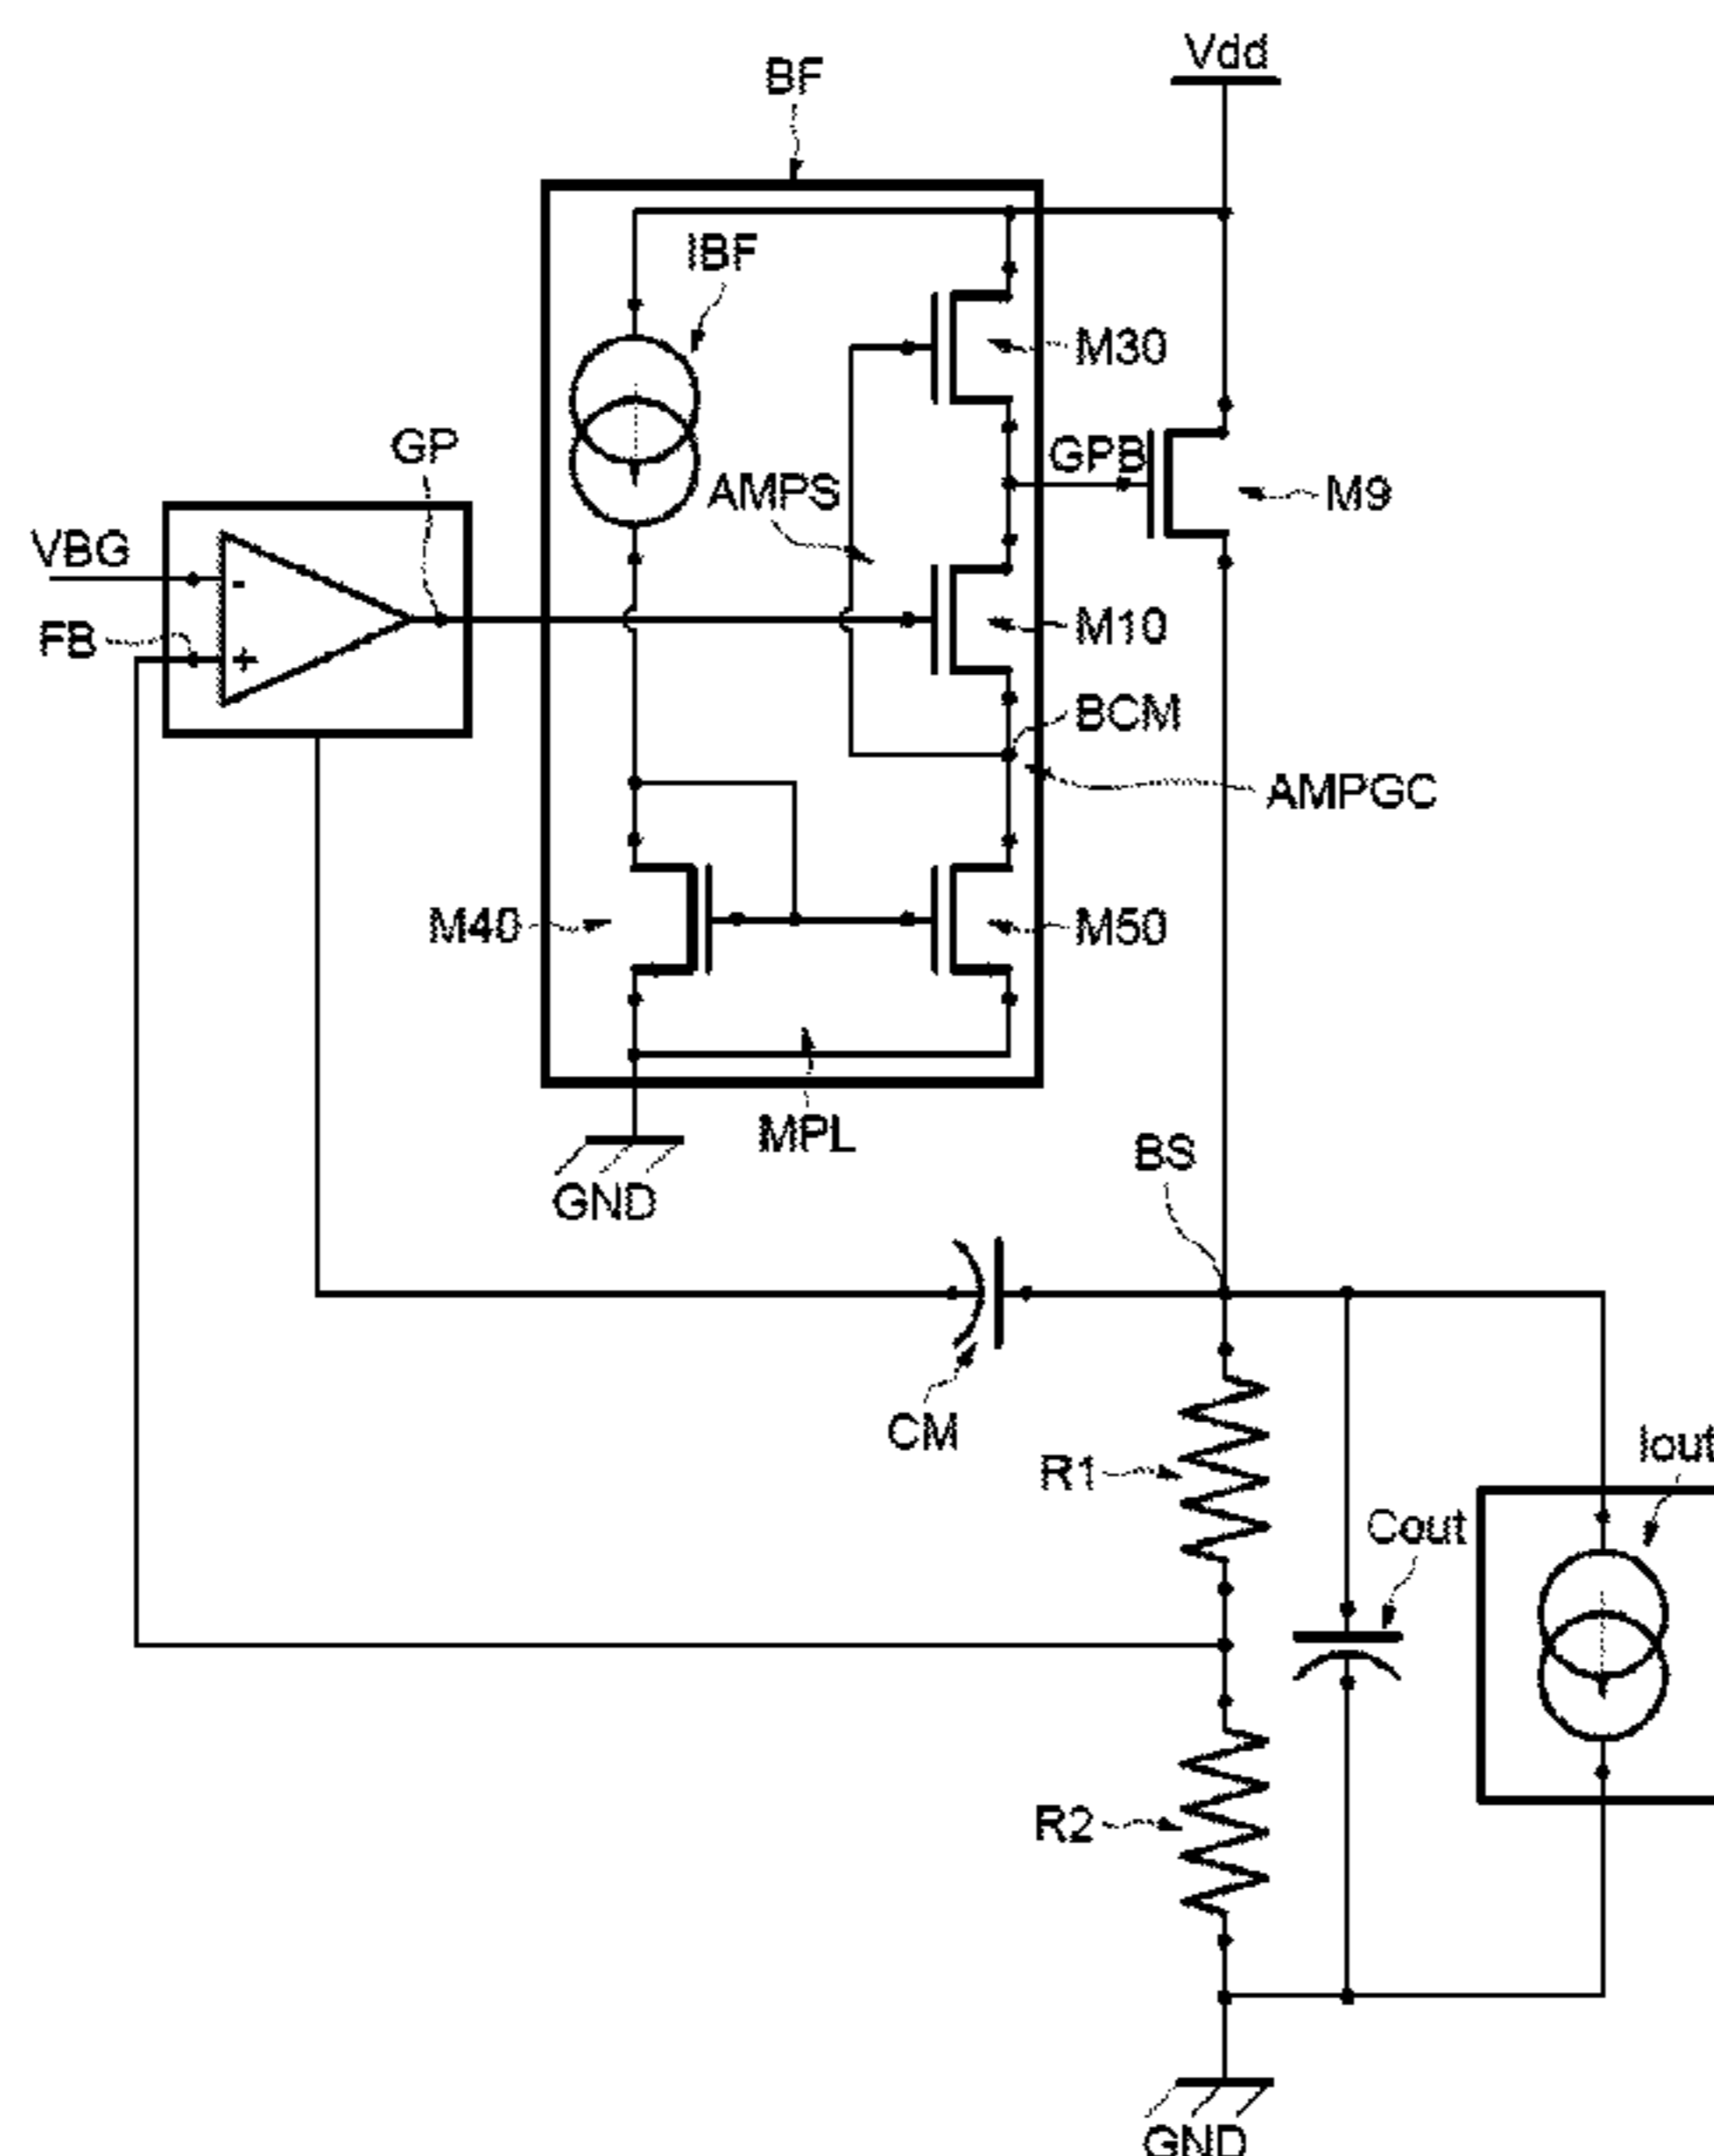 Vdd
BF
IBF
M30
GP
GPB
AMPS
M9
VBG
-
FB
+
M10
BCM
AMPGC
M40
M50
MPL
GND
BS
CM
R1
Iout
Cout
R2
GND